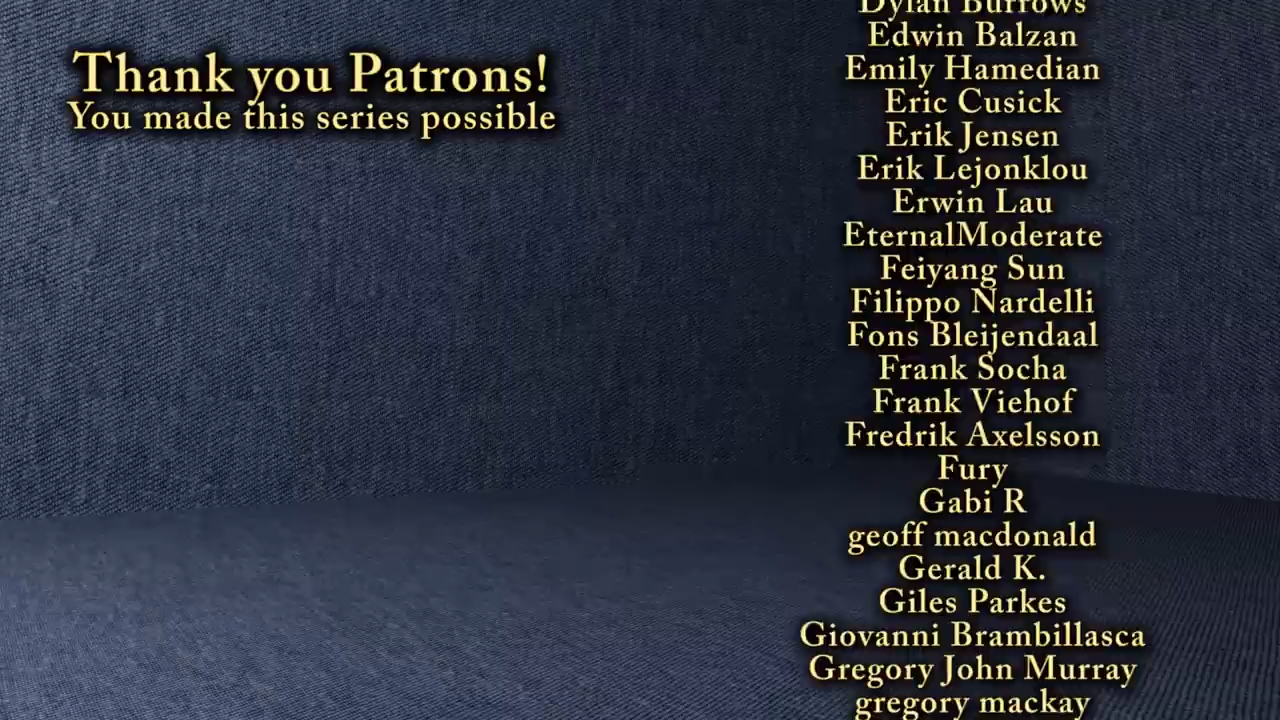 Thank you Patrons!
You made this series possible
Dylan Burrows
Edwin Balzan
Emily Hamedian
Eric Cusick
Erik Jensen
Erik Lejonklou
Erwin Lau
EternalModerate
Feiyang Sun
Filippo Nardelli
Fons Bleijendaal
Frank Socha
Frank Viehof
Fredrik Axelsson
Fury
Gabi R
geoff macdonald
Gerald K.
Giles Parkes
Giovanni Brambillasca
Gregory John Murray
gregory mackay